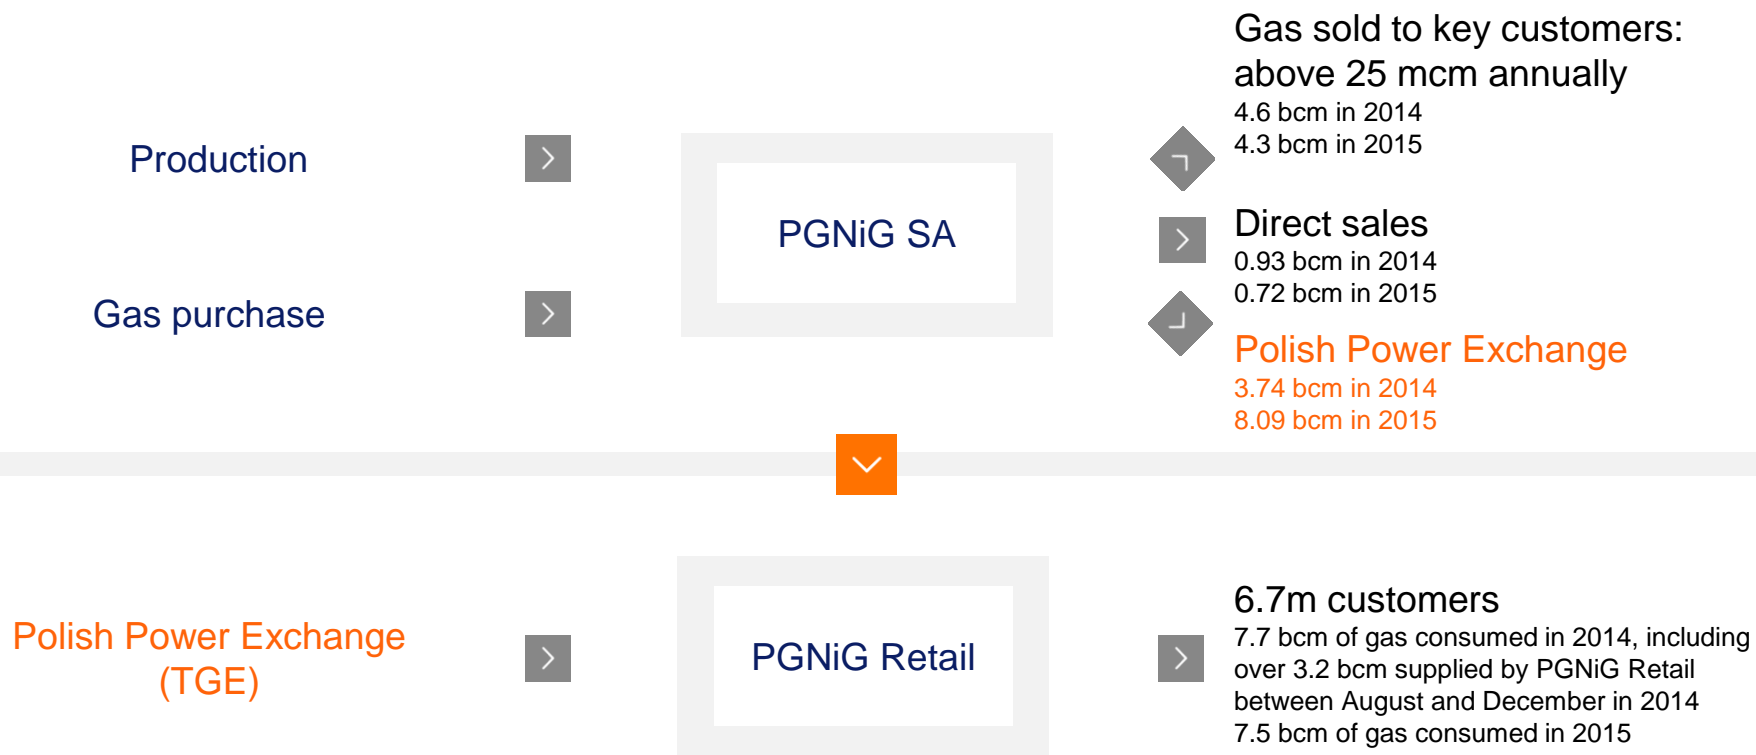 Gas sold to key customers:
above 25 mcm annually
4.6 bcm in 2014
4.3 bcm in 2015
Production
PGNiG SA
Direct sales
0.93 bcm in 2014
0.72 bcm in 2015
Gas purchase
Polish Power Exchange
3.74 bcm in 2014
8.09 bcm in 2015
Polish Power Exchange
(TGE)
PGNiG Retail
6.7m customers
7.7 bcm of gas consumed in 2014, including
over 3.2 bcm supplied by PGNiG Retail
between August and December in 2014
7.5 bcm of gas consumed in 2015